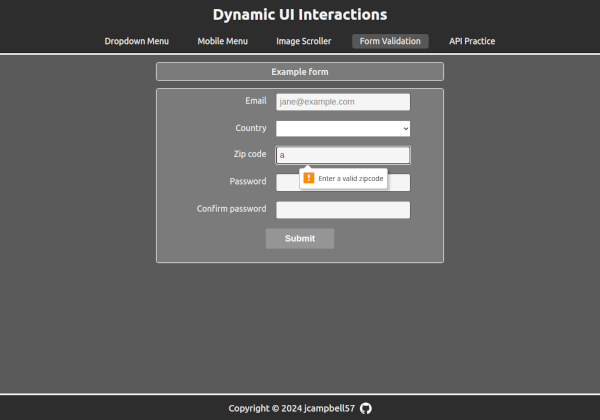 Dynamic UI Interactions
Dropdown Menu Mobile Menu Image Scroller Form Validation API Practice
Example form
Email jane@example.com
Country
Zip code a
Enter a valid zipcode
Password
Confirm password
Submit
Copyright © 2024 jcampbell57